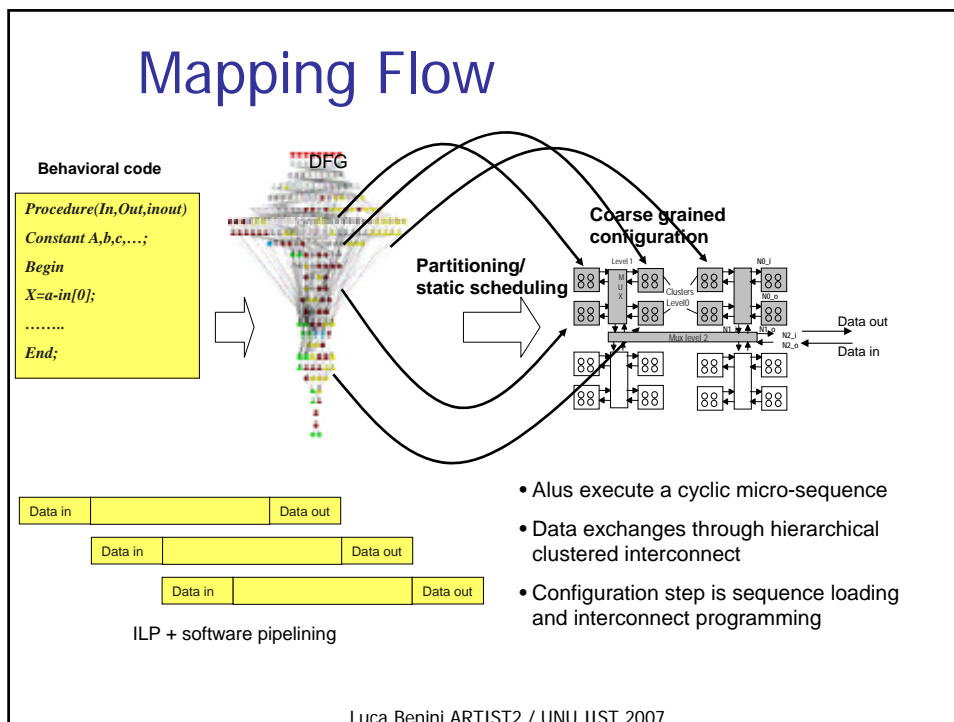 Mapping Flow
Behavioral code
Procedure(In,Out,inout)
Constant A,b,c,…;
Begin
X=a-in[0];
……..
End;
DFG
Partitioning/
static scheduling
Coarse grained
configuration
Level 1
M
U
X
Clusters
Level0
N0_i
N0_o
N1_i
N1_o
Mux level 2
N2_i
N2_o
Data out
Data in
Data in
Data out
Data in
Data out
Data in
Data out
ILP + software pipelining
• Alus execute a cyclic micro-sequence
• Data exchanges through hierarchical
clustered interconnect
• Configuration step is sequence loading
and interconnect programming
Luca Benini ARTIST2 / UNU IIST 2007